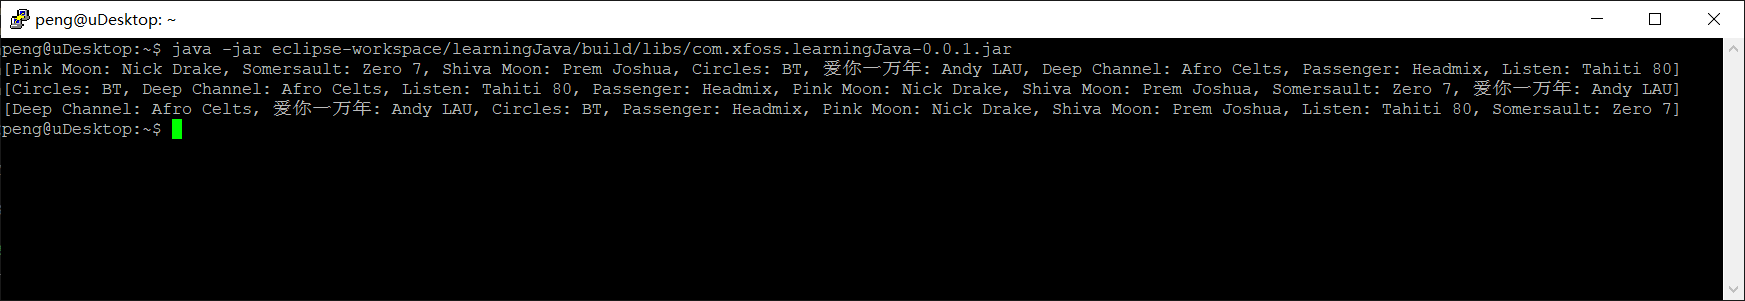 peng@uDesktop: ~
peng@uDesktop:~$ java -jar eclipse-workspace/learningJava/build/libs/com.xfoss.learningJava-0.0.1.jar
[Pink Moon: Nick Drake, Somersault: Zero 7, Shiva Moon: Prem Joshua, Circles: BT, 爱你一万年: Andy LAU, Deep Channel: Afro Celts, Passenger: Headmix, Listen: Tahiti 80]
[Circles: BT, Deep Channel: Afro Celts, Listen: Tahiti 80, Passenger: Headmix, Pink Moon: Nick Drake, Shiva Moon: Prem Joshua, Somersault: Zero 7, 爱你一万年: Andy LAU]
[Deep Channel: Afro Celts, 爱你一万年: Andy LAU, Circles: BT, Passenger: Headmix, Pink Moon: Nick Drake, Shiva Moon: Prem Joshua, Listen: Tahiti 80, Somersault: Zero 7]
peng@uDesktop:~$